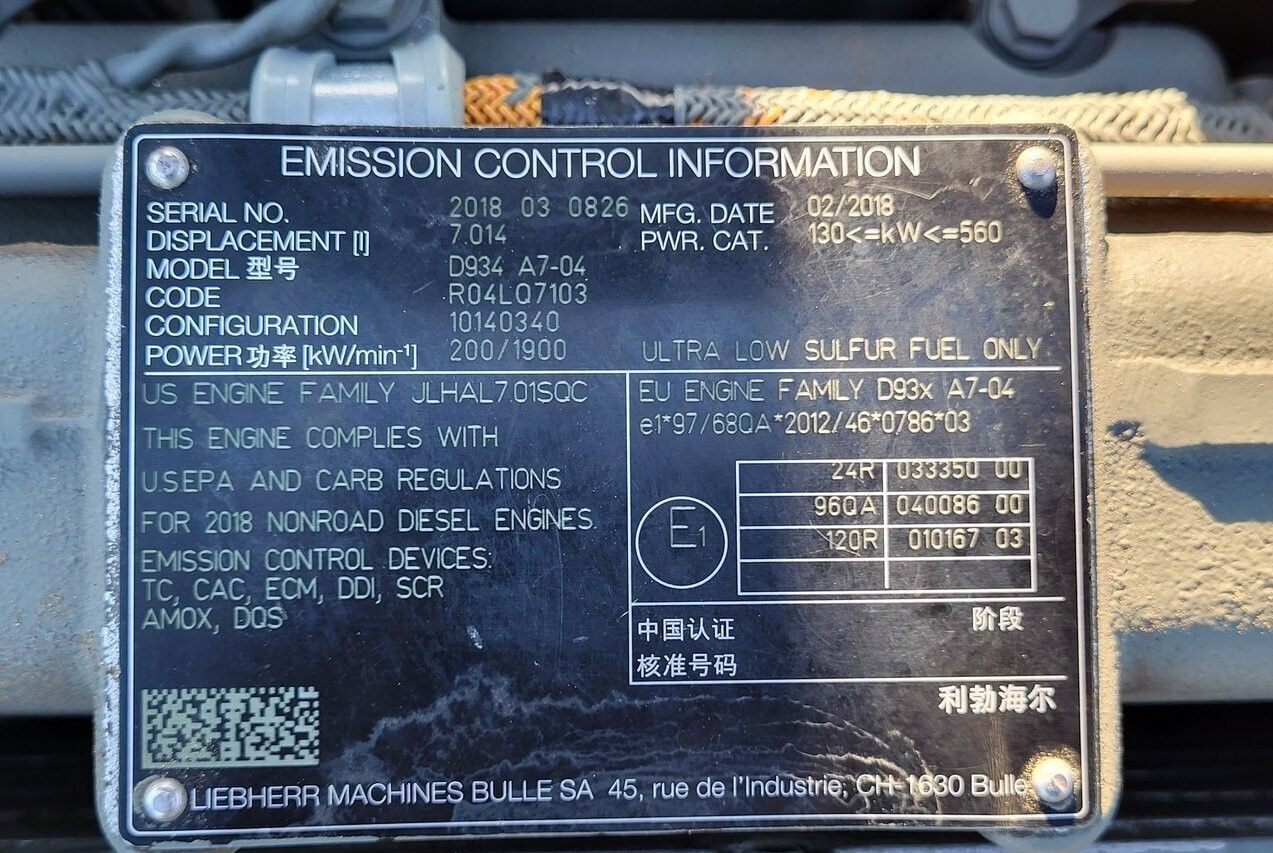 EMISSION CONTROL INFORMATION
SERIAL NO. 2018 03 0826 MFG. DATE 02/2018
DISPLACEMENT [l] 7.014 PWR. CAT. 130<=kW<=560
MODEL 型号 D934 A7-04
CODE R04LQ7103
CONFIGURATION 10140340
POWER 功率 [kW/min-¹] 200/1900 ULTRA LOW SULFUR FUEL ONLY
US ENGINE FAMILY JLHAL7.01SQC
THIS ENGINE COMPLIES WITH
U.S.EPA AND CARB REGULATIONS
FOR 2018 NONROAD DIESEL ENGINES.
EMISSION CONTROL DEVICES:
TC, CAC, ECM, DDI, SCR
AMOX, DOS
EU ENGINE FAMILY D93x A7-04
e1*97/68QA*2012/46*0786*03
E1
24R 033350 00
96QA 040086 00
120R 010167 03
中国认证 阶段
核准号码
利勃海尔
LIEBHERR MACHINES BULLE SA 45, rue de l'Industrie, CH-1630 Bulle